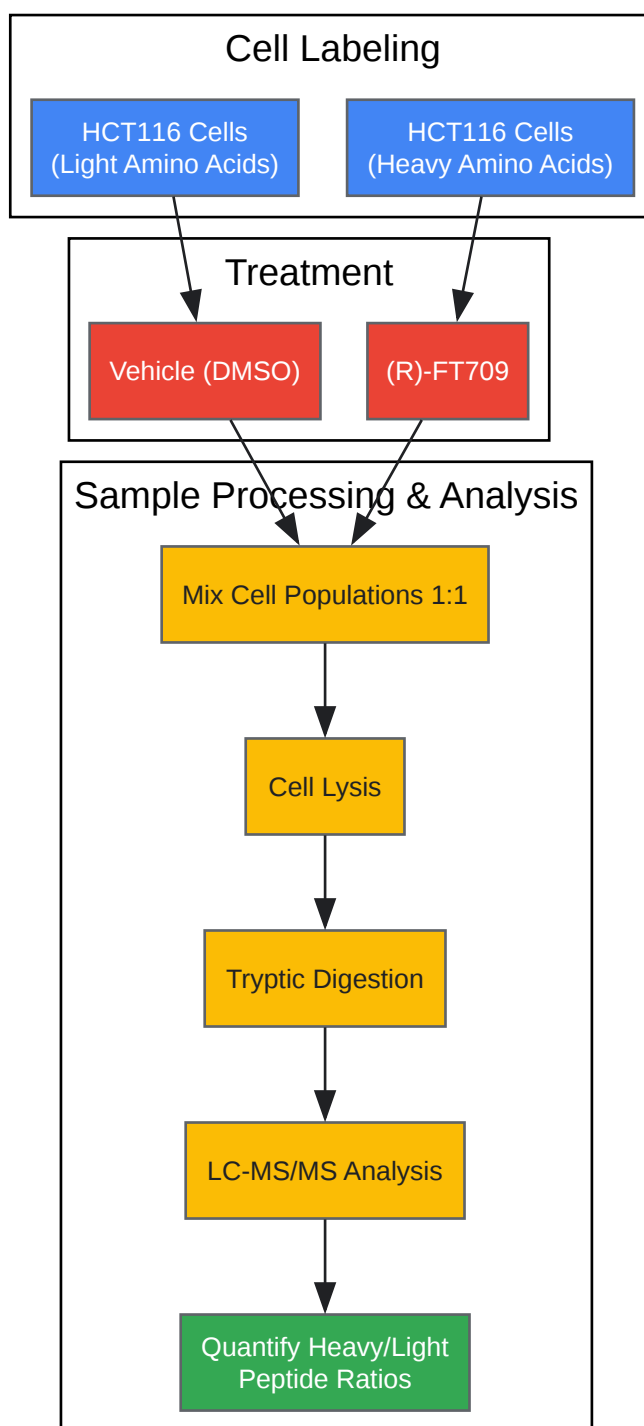 Cell Labeling
HCT116 Cells
(Light Amino Acids)
HCT116 Cells
(Heavy Amino Acids)
Treatment
Vehicle (DMSO)
(R)-FT709
Sample Processing & Analysis
Mix Cell Populations 1:1
Cell Lysis
Tryptic Digestion
LC-MS/MS Analysis
Quantify Heavy/Light
Peptide Ratios